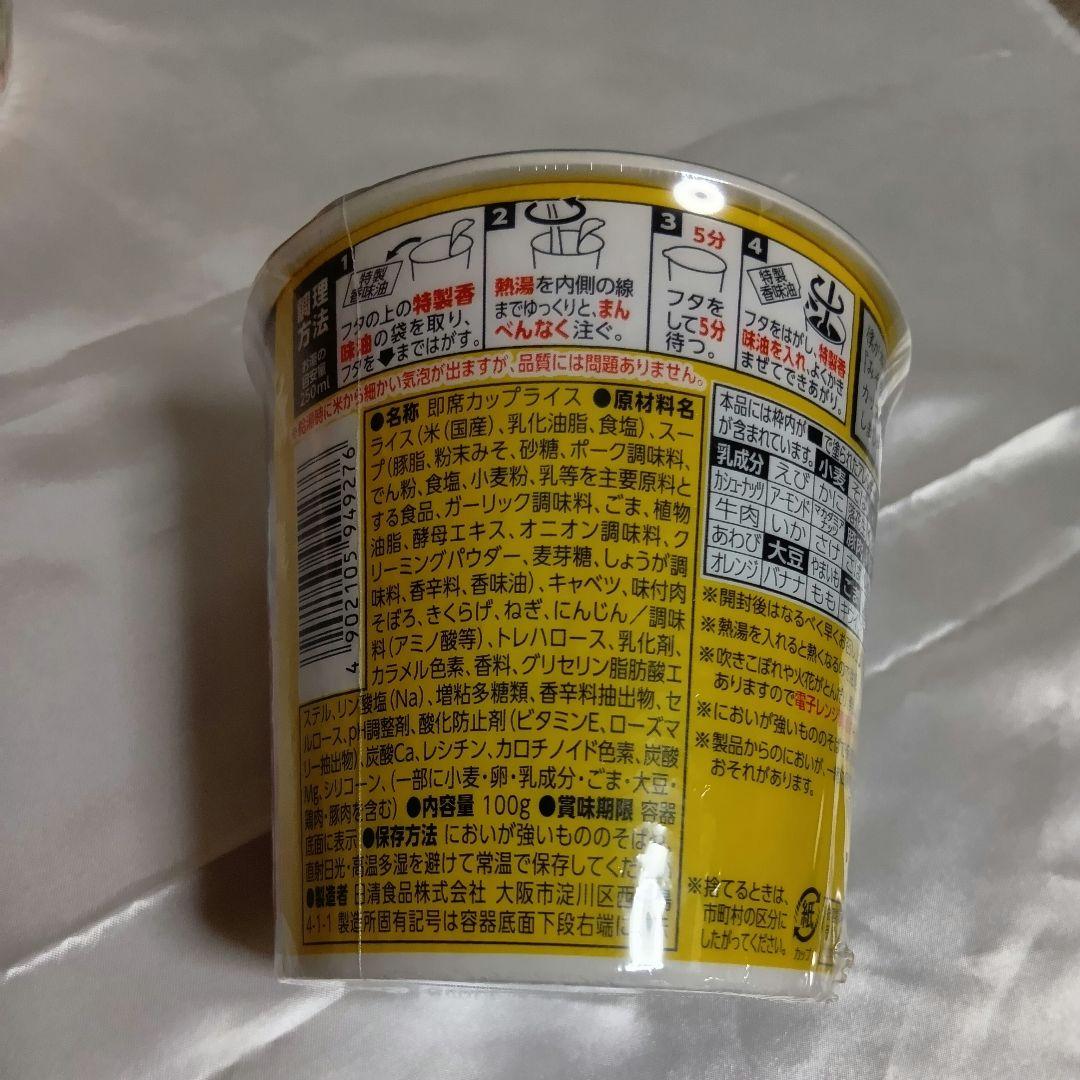 調理
方法
お湯の
目安量
250ml
1
特製
香味油
フタの上の特製香
味油の袋を取り、
フタを まではがす。
2
熱湯を内側の線
までゆっくりと、まん
べんなく注ぐ。
3
5分
フタを
して5分
待つ。
4
特製
香味油
フタをはがし、特製香
味油を入れ、よくかき
まぜてできあがり。
※給湯時に米から細かい気泡が出ますが、品質には問題ありません。
4902105949276
●名称 即席カップライス ●原材料名
ライス(米(国産)、乳化油脂、食塩)、スー
プ(豚脂、粉末みそ、砂糖、ポーク調味料、
でん粉、食塩、小麦粉、乳等を主要原料と
する食品、ガーリック調味料、ごま、植物
油脂、酵母エキス、オニオン調味料、ク
リーミングパウダー、麦芽糖、しょうが調
味料、香辛料、香味油)、キャベツ、味付肉
そぼろ、きくらげ、ねぎ、にんじん/調味
料(アミノ酸等)、トレハロース、乳化剤、
カラメル色素、香料、グリセリン脂肪酸エ
ステル、リン酸塩(Na)、増粘多糖類、香辛料抽出物、セ
ルロース、pH調整剤、酸化防止剤(ビタミンE、ローズマ
リー抽出物)、炭酸Ca、レシチン、カロチノイド色素、炭酸
Mg、シリコーン、(一部に小麦・卵・乳成分・ごま・大豆・
鶏肉・豚肉を含む) ●内容量 100g ●賞味期限 容器
底面に表示 ●保存方法 においが強いもののそばや
直射日光・高温多湿を避けて常温で保存してくだ
●製造者 日清食品株式会社 大阪市淀川区西
4-1-1 製造所固有記号は容器底面下段右端に
本品には枠内が■で塗られたアレ
が含まれています。 小麦 そ
乳成分 えび かに
カシューナッツ アーモンド マカダミア
牛肉 いか さけ
あわび 大豆 やまいも
オレンジ バナナ もも
※開封後はなるべく早くお
※熱湯を入れると熱くなるので
※吹きこぼれや火花がとん
ありますので電子レンジ
※においが強いもののそば
※製品からのにおいが、
おそれがあります。
※捨てるときは、
市町村の区分に
したがってください。
紙
カップ